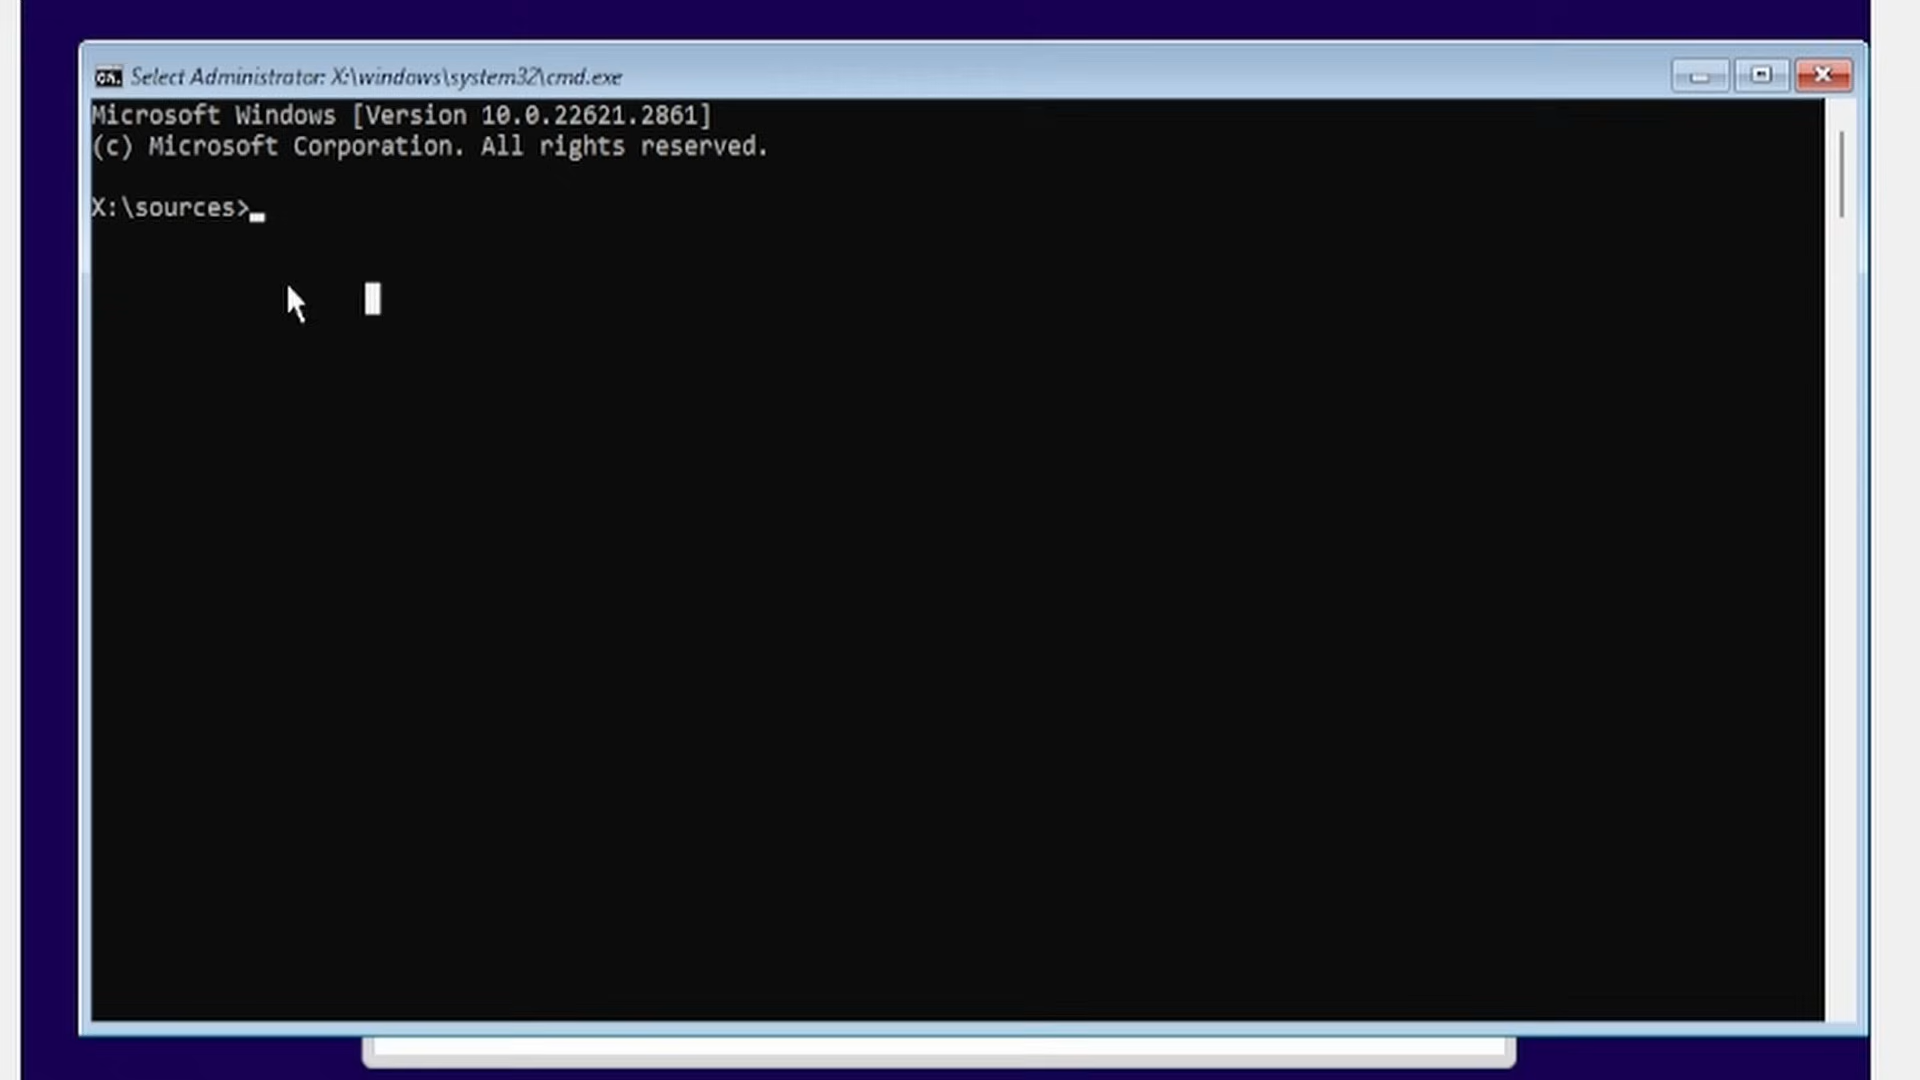 Select Administrator: X:\windows\system32\cmd.exe
Microsoft Windows [Version 10.0.22621.2861]
(c) Microsoft Corporation. All rights reserved.
X:\sources>